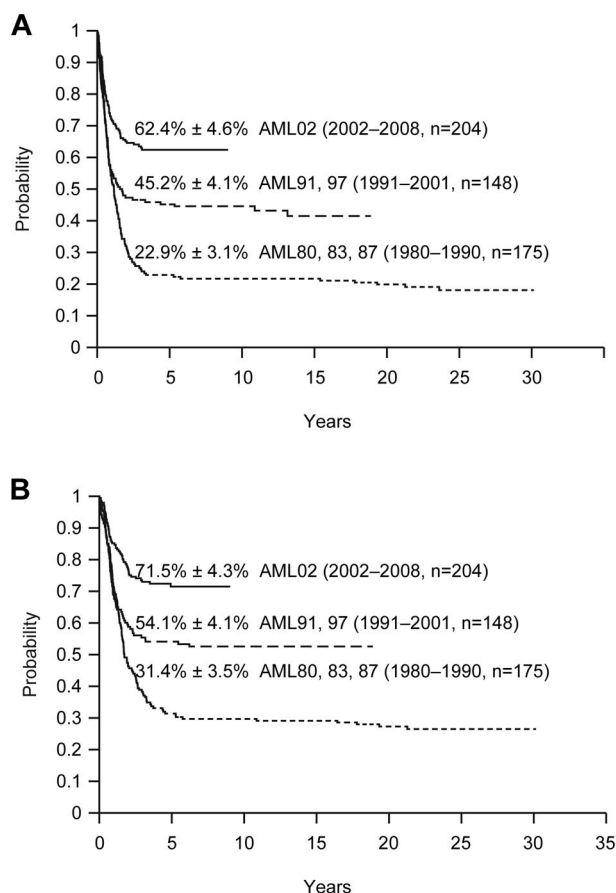 A
1
0.9
0.8
0.7
0.6
0.5
0.4
0.3
0.2
0.1
0
Probability
62.4% ± 4.6% AML02 (2002–2008, n=204)
45.2% ± 4.1% AML91, 97 (1991–2001, n=148)
22.9% ± 3.1% AML80, 83, 87 (1980–1990, n=175)
0 5 10 15 20 25 30
Years
B
1
0.9
0.8
0.7
0.6
0.5
0.4
0.3
0.2
0.1
0
Probability
71.5% ± 4.3% AML02 (2002–2008, n=204)
54.1% ± 4.1% AML91, 97 (1991–2001, n=148)
31.4% ± 3.5% AML80, 83, 87 (1980–1990, n=175)
0 5 10 15 20 25 30 35
Years